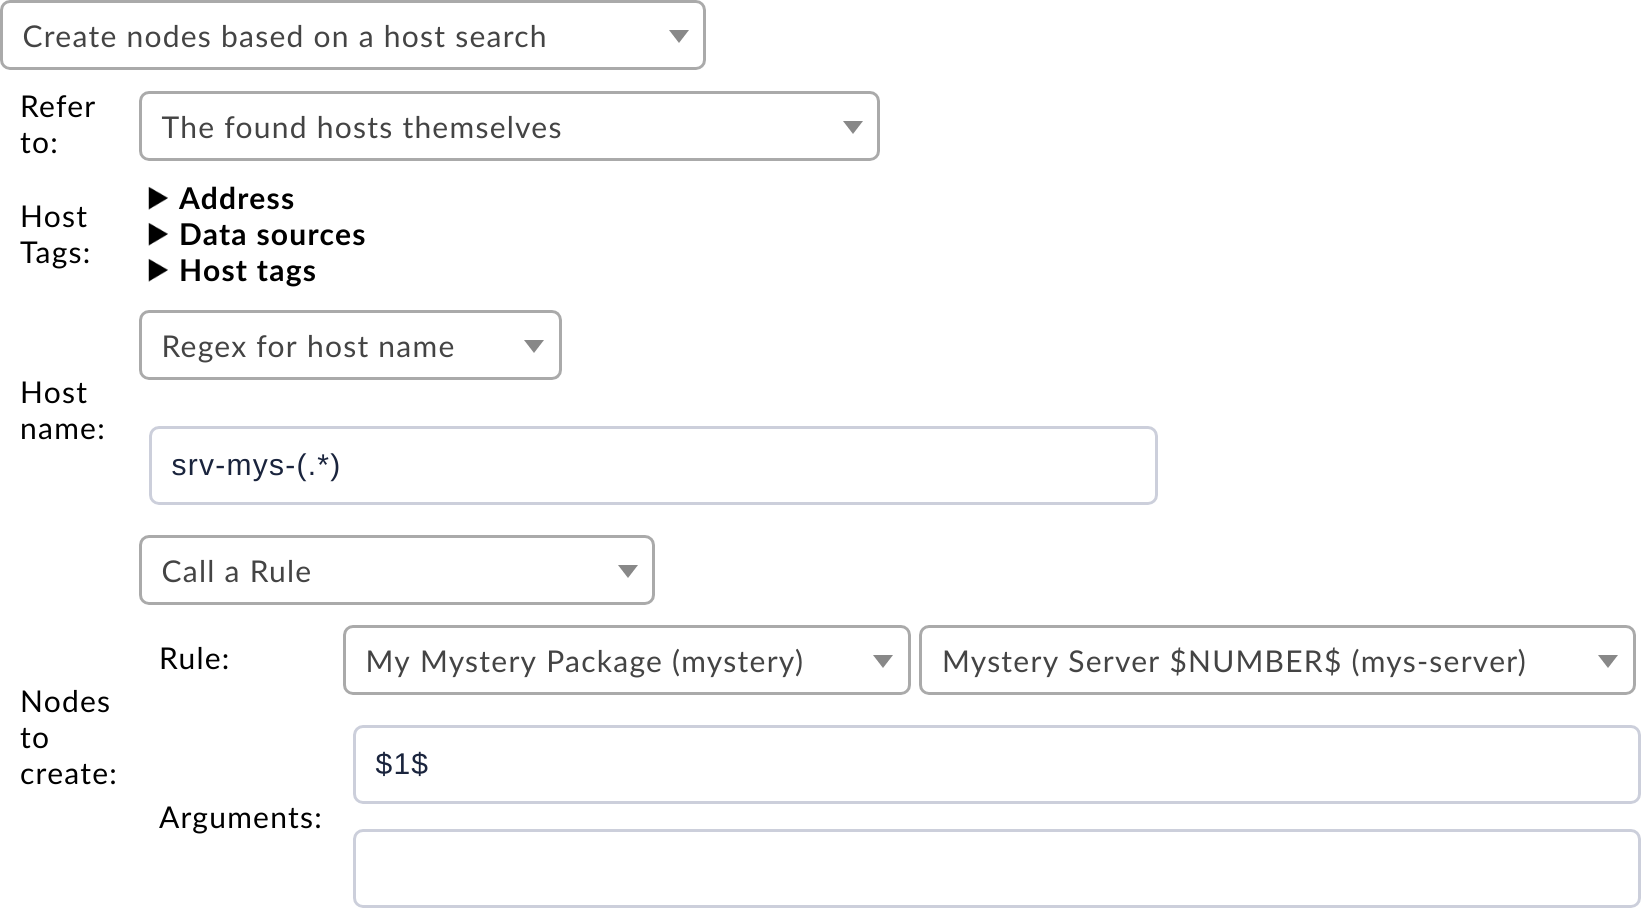 Create nodes based on a host search
Refer
to:
The found hosts themselves
Host
Tags:
Address
Data sources
Host tags
Host
name:
Regex for host name
srv-mys-(.*)
Nodes
to
create:
Call a Rule
Rule:
My Mystery Package (mystery)
Mystery Server $NUMBER$ (mys-server)
Arguments:
$1$